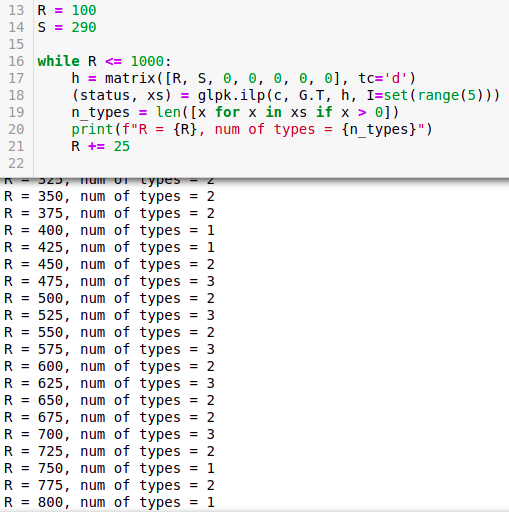 13 R = 100
14 S = 290
15
16 while R <= 1000:
17     h = matrix([R, S, 0, 0, 0, 0, 0], tc='d')
18     (status, xs) = glpk.ilp(c, G.T, h, I=set(range(5)))
19     n_types = len([x for x in xs if x > 0])
20     print(f"R = {R}, num of types = {n_types}")
21     R += 25
22
R = 325, num of types = 2
R = 350, num of types = 2
R = 375, num of types = 2
R = 400, num of types = 1
R = 425, num of types = 1
R = 450, num of types = 2
R = 475, num of types = 3
R = 500, num of types = 2
R = 525, num of types = 3
R = 550, num of types = 2
R = 575, num of types = 3
R = 600, num of types = 2
R = 625, num of types = 3
R = 650, num of types = 2
R = 675, num of types = 2
R = 700, num of types = 3
R = 725, num of types = 2
R = 750, num of types = 1
R = 775, num of types = 2
R = 800, num of types = 1